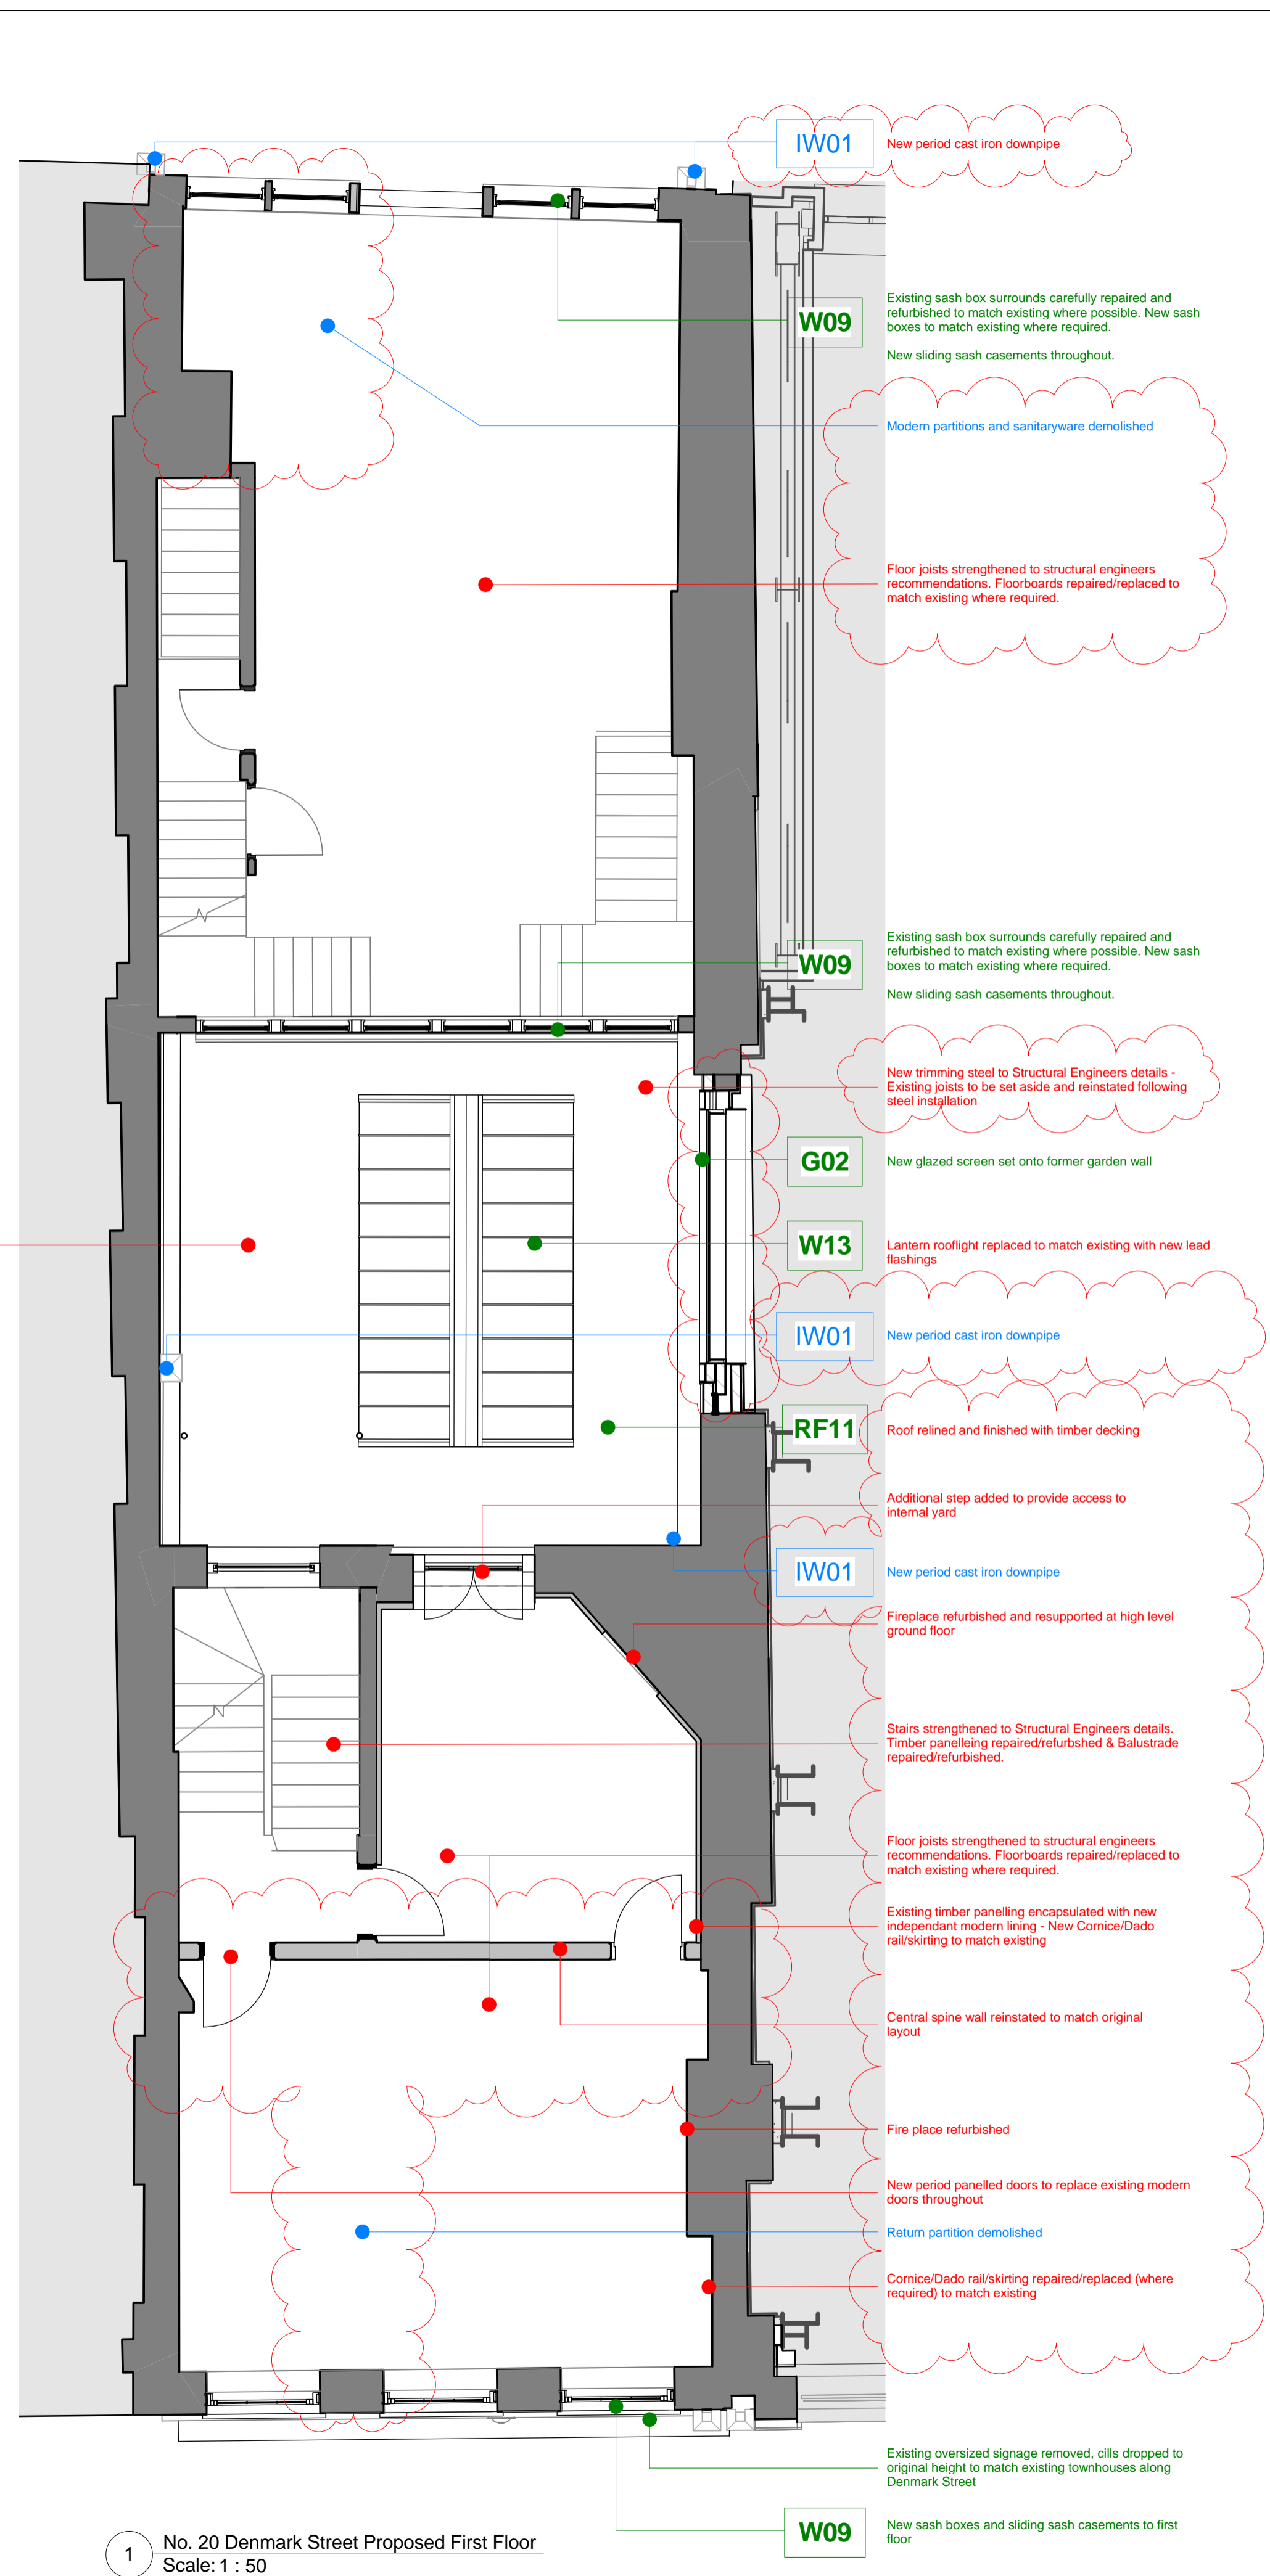 IW01
New period cast iron downpipe
W09
Existing sash box surrounds carefully repaired and
refurbished to match existing where possible. New sash
boxes to match existing where required.
New sliding sash casements throughout.
Modern partitions and sanitaryware demolished
Floor joists strengthened to structural engineers
recommendations. Floorboards repaired/replaced to
match existing where required.
W09
Existing sash box surrounds carefully repaired and
refurbished to match existing where possible. New sash
boxes to match existing where required.
New sliding sash casements throughout.
New trimming steel to Structural Engineers details -
Existing joists to be set aside and reinstated following
steel installation
G02
New glazed screen set onto former garden wall
W13
Lantern rooflight replaced to match existing with new lead
flashings
IW01
New period cast iron downpipe
RF11
Roof relined and finished with timber decking
Additional step added to provide access to
internal yard
IW01
New period cast iron downpipe
Fireplace refurbished and resupported at high level
ground floor
Stairs strengthened to Structural Engineers details.
Timber panelleing repaired/refurbshed & Balustrade
repaired/refurbished.
Floor joists strengthened to structural engineers
recommendations. Floorboards repaired/replaced to
match existing where required.
Existing timber panelling encapsulated with new
independant modern lining - New Cornice/Dado
rail/skirting to match existing
Central spine wall reinstated to match original
layout
Fire place refurbished
New period panelled doors to replace existing modern
doors throughout
Return partition demolished
Cornice/Dado rail/skirting repaired/replaced (where
required) to match existing
Existing oversized signage removed, cills dropped to
original height to match existing townhouses along
Denmark Street
W09
New sash boxes and sliding sash casements to first
floor
1
No. 20 Denmark Street Proposed First Floor
Scale: 1 : 50